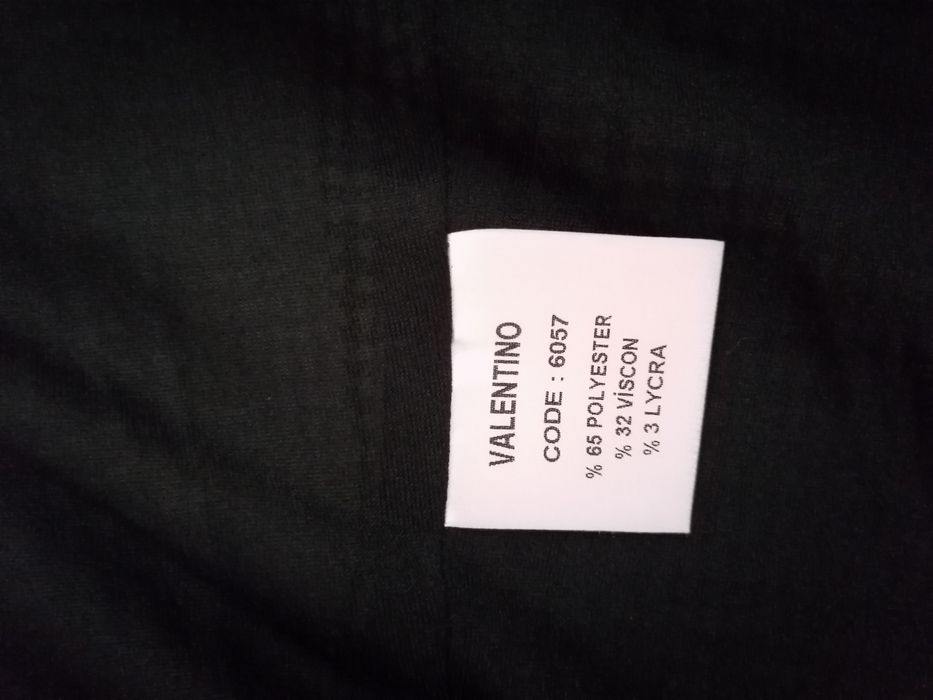 VALENTINO
CODE : 6057
% 65 POLYESTER
% 32 VİSCON
% 3 LYCRA